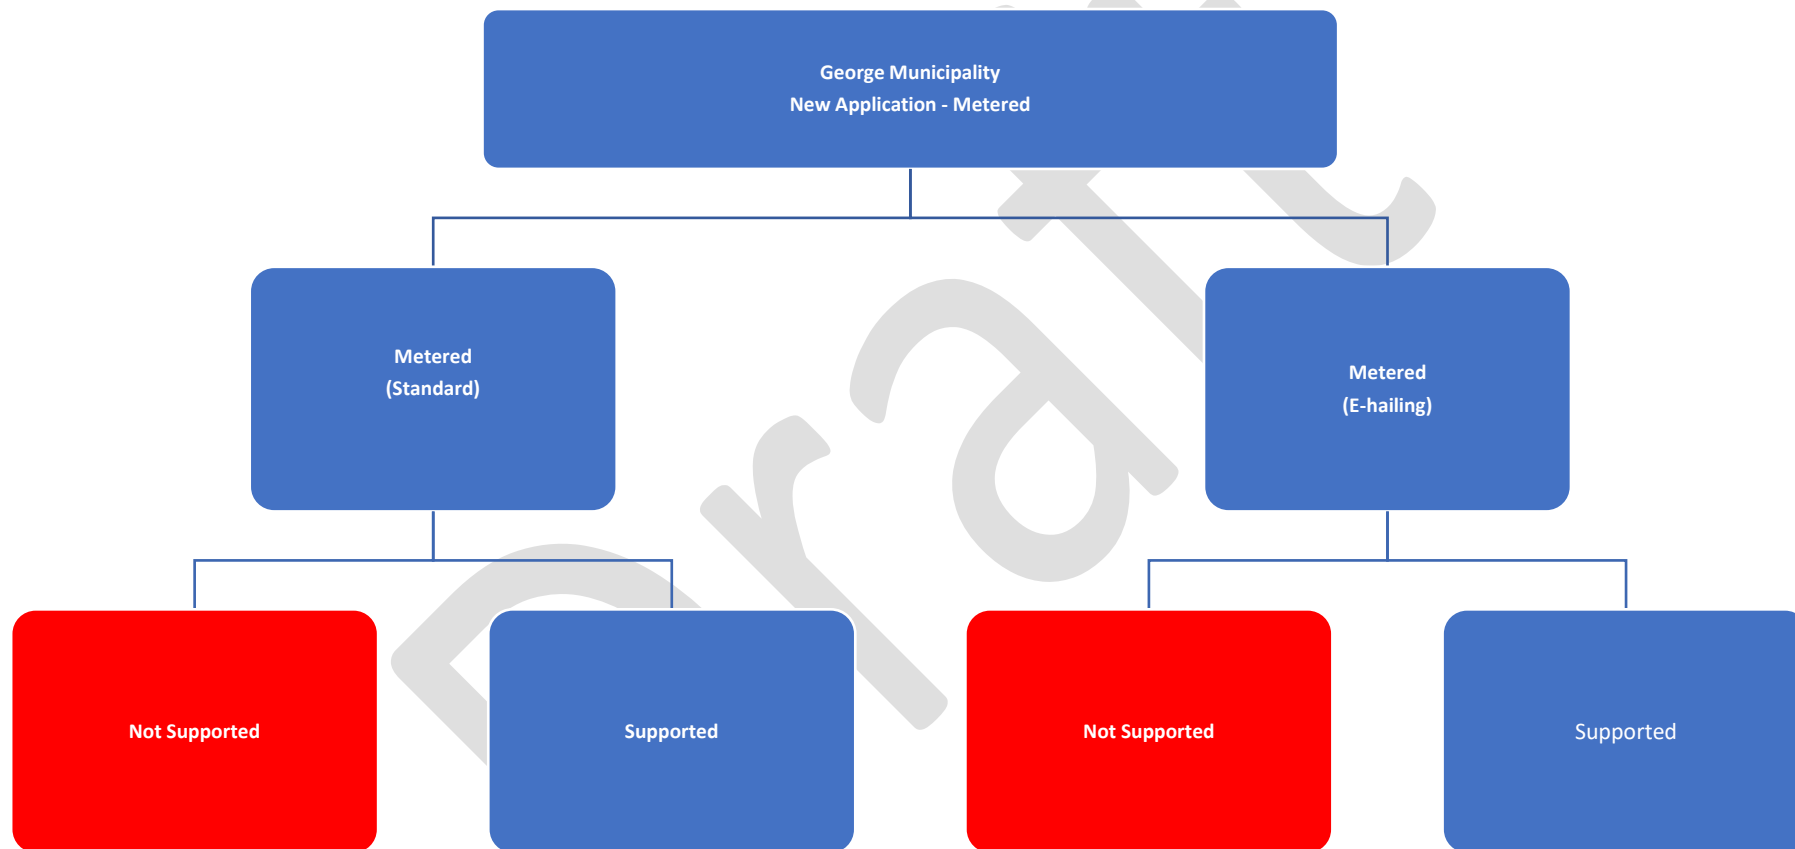 George Municipality
New Application - Metered
Metered
(Standard)
Metered
(E-hailing)
Not Supported
Supported
Not Supported
Supported
Draft